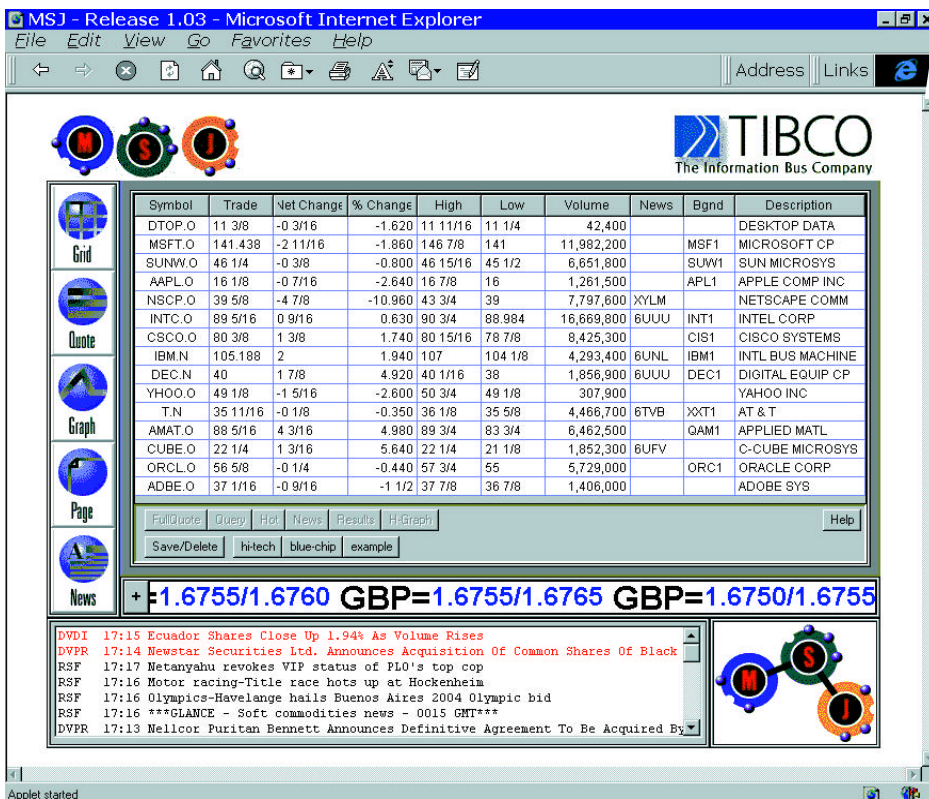 MSJ - Release 1.03 - Microsoft Internet Explorer
File Edit View Go Favorites Help
Address Links
M S J
TIBCO
The Information Bus Company
Grid
Quote
Graph
Page
News
Symbol Trade Net Change % Change High Low Volume News Bgnd Description
DTOP.O 11 3/8 -0 3/16 -1.620 11 11/16 11 1/4 42,400 DESKTOP DATA
MSFT.O 141.438 -2 11/16 -1.860 146 7/8 141 11,982,200 MSF1 MICROSOFT CP
SUNW.O 46 1/4 -0 3/8 -0.800 46 15/16 45 1/2 6,651,800 SUW1 SUN MICROSYS
AAPL.O 16 1/8 -0 7/16 -2.640 16 7/8 16 1,261,500 APL1 APPLE COMP INC
NSCP.O 39 5/8 -4 7/8 -10.960 43 3/4 39 7,797,600 XYLM NETSCAPE COMM
INTC.O 89 5/16 0 9/16 0.630 90 3/4 88.984 16,669,800 6UUU INT1 INTEL CORP
CSCO.O 80 3/8 1 3/8 1.740 80 15/16 78 7/8 8,425,300 CIS1 CISCO SYSTEMS
IBM.N 105.188 2 1.940 107 104 1/8 4,293,400 6UNL IBM1 INTL BUS MACHINE
DEC.N 40 1 7/8 4.920 40 1/16 38 1,856,900 6UUU DEC1 DIGITAL EQUIP CP
YHOO.O 49 1/8 -1 5/16 -2.600 50 3/4 49 1/8 307,900 YAHOO INC
T.N 35 11/16 -0 1/8 -0.350 36 1/8 35 5/8 4,466,700 6TVB XXT1 AT & T
AMAT.O 88 5/16 4 3/16 4.980 89 3/4 83 3/4 6,462,500 QAM1 APPLIED MATL
CUBE.O 22 1/4 1 3/16 5.640 22 1/4 21 1/8 1,852,300 6UFV C-CUBE MICROSYS
ORCL.O 56 5/8 -0 1/4 -0.440 57 3/4 55 5,729,000 ORC1 ORACLE CORP
ADBE.O 37 1/16 -0 9/16 -1 1/2 37 7/8 36 7/8 1,406,000 ADOBE SYS
FullQuote Query Hot News Results H-Graph Help
Save/Delete hi-tech blue-chip example
+ =1.6755/1.6760 GBP=1.6755/1.6765 GBP=1.6750/1.6755
DVDI 17:15 Ecuador Shares Close Up 1.94% As Volume Rises
DVPR 17:14 Newstar Securities Ltd. Announces Acquisition Of Common Shares Of Black
RSF 17:17 Netanyahu revokes VIP status of PLO's top cop
RSF 17:16 Motor racing-Title race hots up at Hockenheim
RSF 17:16 Olympics-Havelange hails Buenos Aires 2004 Olympic bid
RSF 17:16 ***GLANCE - Soft commodities news - 0015 GMT***
DVPR 17:13 Nellcor Puritan Bennett Announces Definitive Agreement To Be Acquired By
M S J
Applet started